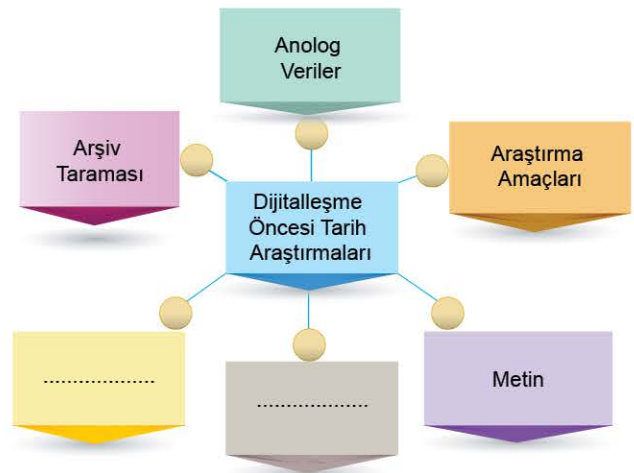 Anolog
Veriler
Arşiv
Taraması
Araştırma
Amaçları
Dijitalleşme
Öncesi Tarih
Araştırmaları
...................
...................
Metin